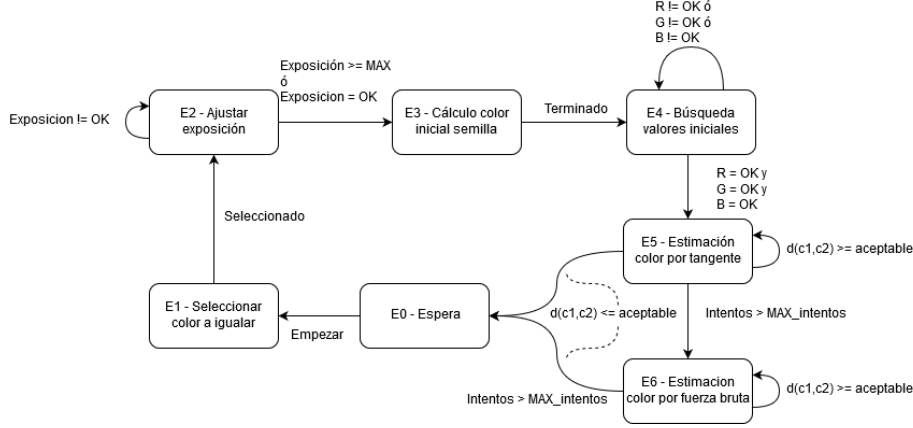 R != OK ó
G != OK ó
B != OK
Exposición >= MAX
ó
Exposicion = OK
Exposicion != OK
E2 - Ajustar
exposición
E3 - Cálculo color
inicial semilla
Terminado
E4 - Búsqueda
valores iniciales
R = OK y
G = OK y
B = OK
Seleccionado
E5 - Estimación
color por tangente
d(c1,c2) >= aceptable
E1 - Seleccionar
color a igualar
Empezar
E0 - Espera
d(c1,c2) <= aceptable
Intentos > MAX_intentos
E6 - Estimacion
color por fuerza bruta
d(c1,c2) >= aceptable
Intentos > MAX_intentos